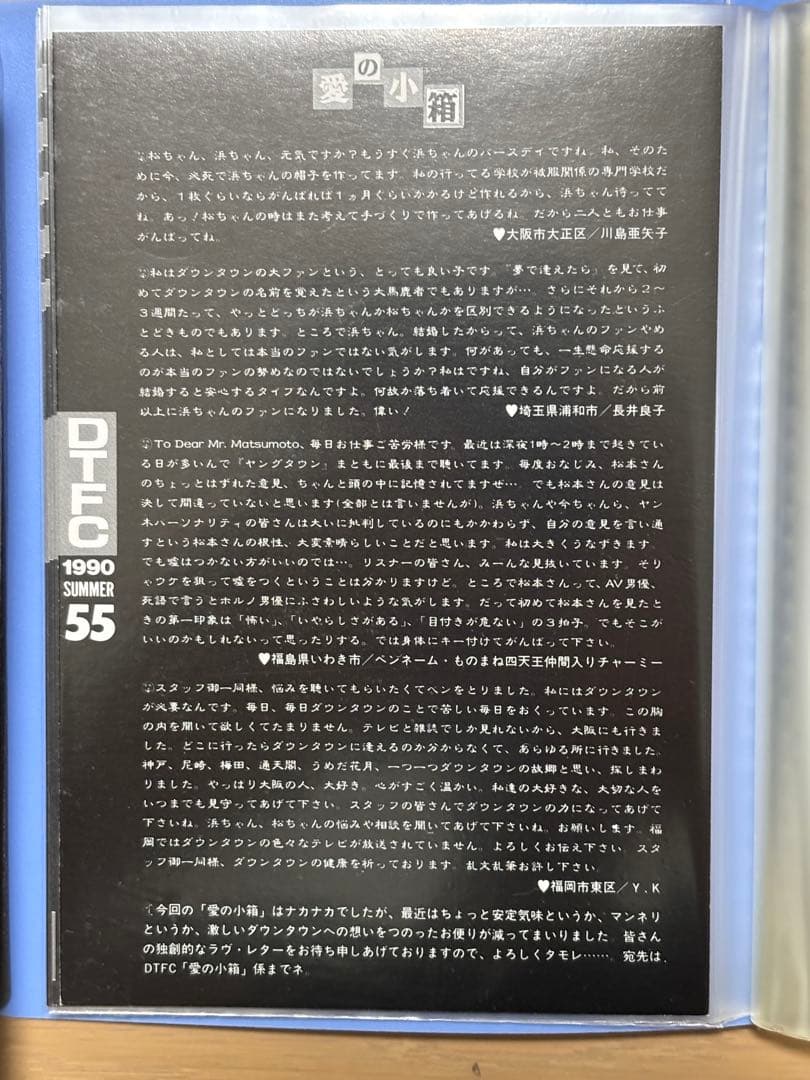 愛の小箱
松ちゃん、浜ちゃん、元気ですか？もうすぐ浜ちゃんのバースデイですね。私、そのた
めに今、必死で浜ちゃんの帽子を作ってます。私の行ってる学校が被服関係の専門学校だ
から、1枚ぐらいならがんばれば1ヵ月ぐらいかかるけど作れるから、浜ちゃん待ってて
ね。あっ！松ちゃんの時はまた考えて手づくりで作ってあげるね。だから二人ともお仕事
がんばってね。
♥大阪市大正区／川島亜矢子
私はダウンタウンの大ファンという、とっても良い子です。『夢で逢えたら』を見て、初
めてダウンタウンの名前を覚えたという大馬鹿者でもありますが… さらにそれから2〜
3週間たって、やっとどっちが浜ちゃんか松ちゃんかを区別できるようになったというふ
とどきものでもあります。ところで浜ちゃん。結婚したからって、浜ちゃんのファンやめ
る人は、私としては本当のファンではない気がします。何があっても、一生懸命応援する
のが本当のファンの努めなのではないでしょうか？私はですね、自分がファンになる人が
結婚すると安心するタイプなんですよ。何故か落ち着いて応援できるんですよ。だから前
以上に浜ちゃんのファンになりました。偉い！
♥埼玉県浦和市／長井良子
To Dear Mr. Matsumoto、毎日お仕事ご苦労様です。最近は深夜1時〜2時まで起きてい
る日が多いんで『ヤングタウン』まともに最後まで聴いてます。毎度おなじみ、松本さん
のちょっとはずれた意見、ちゃんと頭の中に記憶されてますぜ… でも松本さんの意見は
決して間違っていないと思います(全部とは言いませんが)。浜ちゃんや今ちゃんら、ヤン
木パーソナリティの皆さんは大いに批判しているのにもかかわらず、自分の意見を言い通
すという松本さんの根性、大変素晴らしいことだと思います。私は大きくうなずきます。
でも嘘はつかない方がいいのでは…。リスナーの皆さん、みーんな見抜いています。そり
ゃウケを狙って嘘をつくということは分かりますけど。ところで松本さんって、AV男優、
死語で言うとポルノ男優にふさわしいような気がします。だって初めて松本さんを見たと
きの第一印象は「怖い」、「いやらしさがある」、「目付きが危ない」の3拍子。でもそこが
いいのかもしれないって思ったりする。では身体にキー付けてがんばって下さい。
♥福島県いわき市／ペンネーム・ものまね四天王仲間入りチャーミー
スタッフ御一同様、悩みを聴いてもらいたくてペンをとりました。私にはダウンタウン
が必要なんです。毎日、毎日ダウンタウンのことで苦しい毎日をおくっています。この胸
の内を開いて欲しくてたまりません。テレビと雑誌でしか見れないから、大阪にも行きま
した。どこに行ったらダウンタウンに逢えるのか分からなくて、あらゆる所に行きました。
神戸、尼崎、梅田、通天閣、うめだ花月、一つ一つダウンタウンの故郷と思い、探しまわ
りました。やっぱり大阪の人、大好き。心がすごく温かい。私達の大好きな、大切な人を
いつまでも見守ってあげて下さい。スタッフの皆さんでダウンタウンの力になってあげて
下さいね。浜ちゃん、松ちゃんの悩みや相談を聞いてあげて下さいね。お願いします。福
岡ではダウンタウンの色々なテレビが放送されていません。よろしくお伝え下さい。スタ
ッフ御一同様、ダウンタウンの健康を祈っております。乱文乱筆お許し下さい。
♥福岡市東区／Y.K
今回の「愛の小箱」はナカナカでしたが、最近はちょっと安定気味というか、マンネリ
というか、激しいダウンタウンへの想いをつのったお便りが減ってまいりました。皆さん
の独創的なラヴ・レターをお待ち申しあげておりますので、よろしくタモレ……。宛先は、
DTFC「愛の小箱」係までネ。
DTFC
1990
SUMMER
55